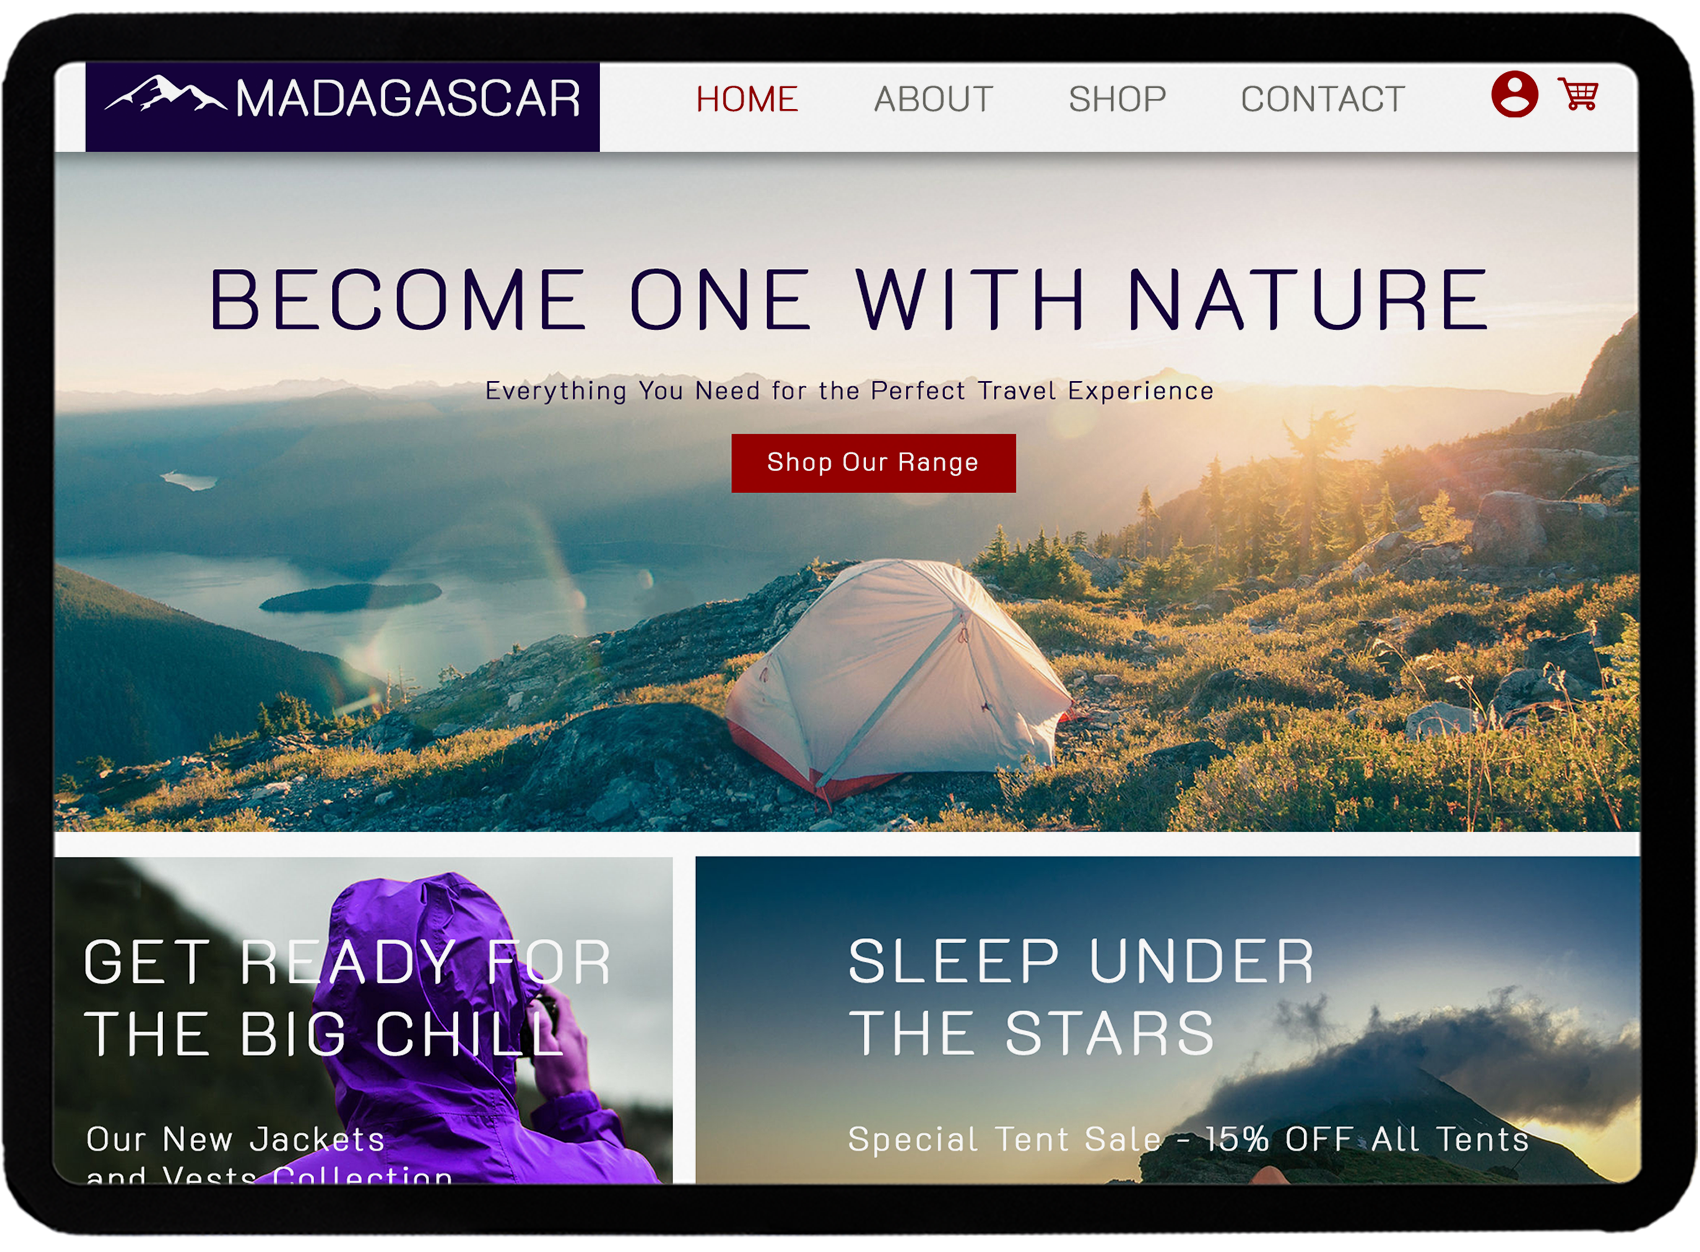 MADAGASCAR
HOME ABOUT SHOP CONTACT
BECOME ONE WITH NATURE
Everything You Need for the Perfect Travel Experience
Shop Our Range
GET READY FOR
THE BIG CHILL
Our New Jackets
and Vests Collection
SLEEP UNDER
THE STARS
Special Tent Sale - 15% OFF All Tents